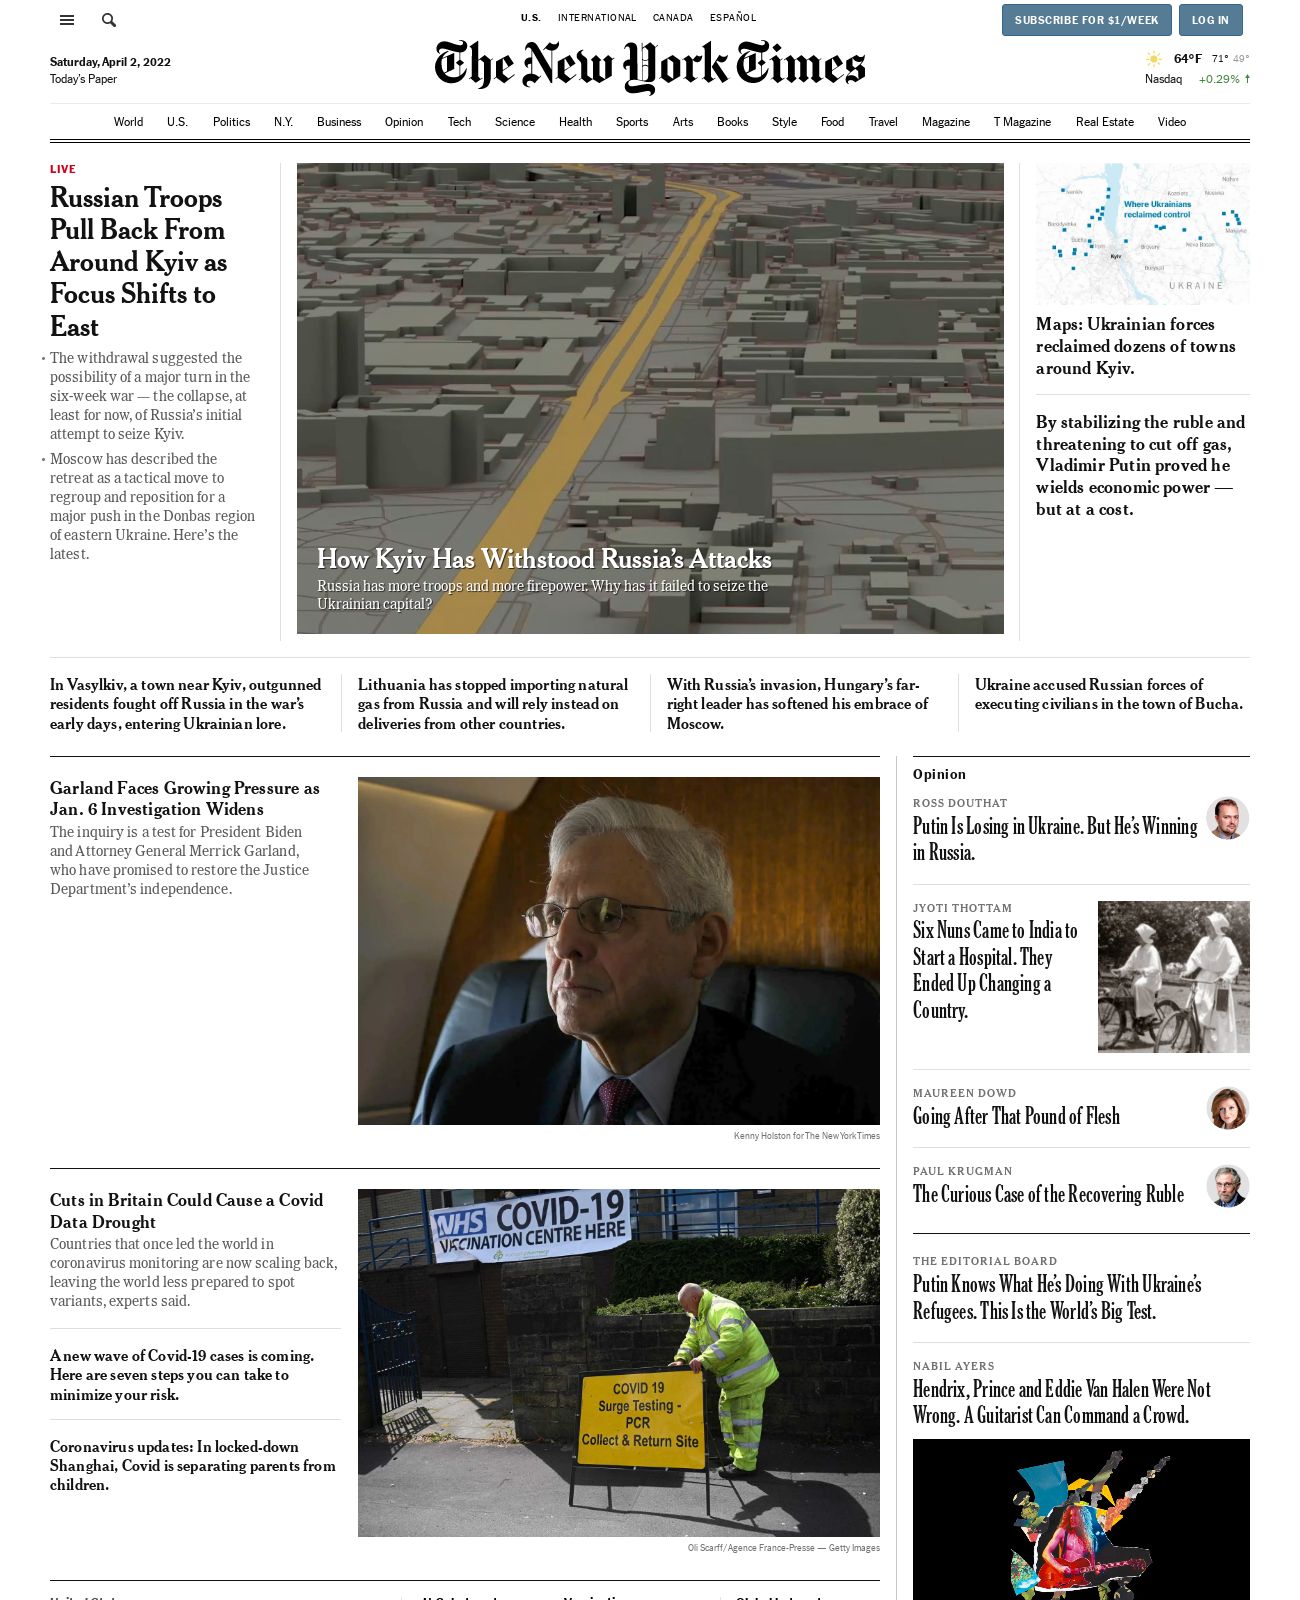 U.S. INTERNATIONAL CANADA ESPAÑOL
SUBSCRIBE FOR $1/WEEK LOG IN
Saturday, April 2, 2022
Today's Paper
The New York Times
64°F 71° 49°
Nasdaq +0.29% ↑
World U.S. Politics N.Y. Business Opinion Tech Science Health Sports Arts Books Style Food Travel Magazine T Magazine Real Estate Video
LIVE
Russian Troops
Pull Back From
Around Kyiv as
Focus Shifts to
East
• The withdrawal suggested the
possibility of a major turn in the
six-week war — the collapse, at
least for now, of Russia's initial
attempt to seize Kyiv.
• Moscow has described the
retreat as a tactical move to
regroup and reposition for a
major push in the Donbas region
of eastern Ukraine. Here's the
latest.
How Kyiv Has Withstood Russia's Attacks
Russia has more troops and more firepower. Why has it failed to seize the
Ukrainian capital?
Ivankiv
Nizhin
Where Ukrainians
reclaimed control
Borodyanka
Bucha
Irpin
Kyiv
Brovary
Nova Basan
Boryspil
UKRAINE
Maps: Ukrainian forces
reclaimed dozens of towns
around Kyiv.
By stabilizing the ruble and
threatening to cut off gas,
Vladimir Putin proved he
wields economic power —
but at a cost.
In Vasylkiv, a town near Kyiv, outgunned
residents fought off Russia in the war's
early days, entering Ukrainian lore.
Lithuania has stopped importing natural
gas from Russia and will rely instead on
deliveries from other countries.
With Russia's invasion, Hungary's far-
right leader has softened his embrace of
Moscow.
Ukraine accused Russian forces of
executing civilians in the town of Bucha.
Garland Faces Growing Pressure as
Jan. 6 Investigation Widens
The inquiry is a test for President Biden
and Attorney General Merrick Garland,
who have promised to restore the Justice
Department's independence.
Kenny Holston for The New York Times
Cuts in Britain Could Cause a Covid
Data Drought
Countries that once led the world in
coronavirus monitoring are now scaling back,
leaving the world less prepared to spot
variants, experts said.
A new wave of Covid-19 cases is coming.
Here are seven steps you can take to
minimize your risk.
Coronavirus updates: In locked-down
Shanghai, Covid is separating parents from
children.
NHS COVID-19
VACCINATION CENTRE HERE
COVID 19
Surge Testing -
PCR
Collect & Return Site
Oli Scarff/Agence France-Presse — Getty Images
Opinion
ROSS DOUTHAT
Putin Is Losing in Ukraine. But He's Winning
in Russia.
JYOTI THOTTAM
Six Nuns Came to India to
Start a Hospital. They
Ended Up Changing a
Country.
MAUREEN DOWD
Going After That Pound of Flesh
PAUL KRUGMAN
The Curious Case of the Recovering Ruble
THE EDITORIAL BOARD
Putin Knows What He's Doing With Ukraine's
Refugees. This Is the World's Big Test.
NABIL AYERS
Hendrix, Prince and Eddie Van Halen Were Not
Wrong. A Guitarist Can Command a Crowd.